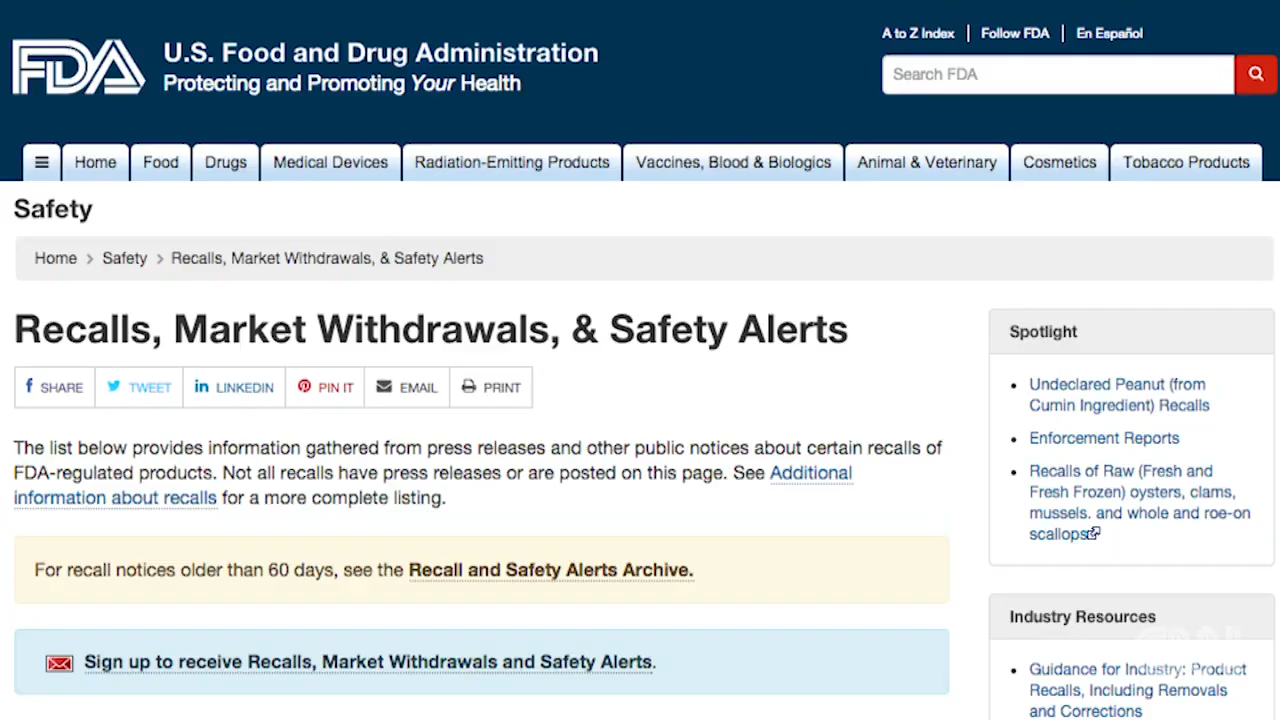 FDA
U.S. Food and Drug Administration
Protecting and Promoting Your Health
A to Z Index | Follow FDA | En Español
Search FDA
Home Food Drugs Medical Devices Radiation-Emitting Products Vaccines, Blood & Biologics Animal & Veterinary Cosmetics Tobacco Products
Safety
Home > Safety > Recalls, Market Withdrawals, & Safety Alerts
Recalls, Market Withdrawals, & Safety Alerts
SHARE TWEET LINKEDIN PIN IT EMAIL PRINT
The list below provides information gathered from press releases and other public notices about certain recalls of
FDA-regulated products. Not all recalls have press releases or are posted on this page. See Additional
information about recalls for a more complete listing.
For recall notices older than 60 days, see the Recall and Safety Alerts Archive.
Sign up to receive Recalls, Market Withdrawals and Safety Alerts.
Spotlight
Undeclared Peanut (from
Cumin Ingredient) Recalls
Enforcement Reports
Recalls of Raw (Fresh and
Fresh Frozen) oysters, clams,
mussels. and whole and roe-on
scallops
Industry Resources
Guidance for Industry: Product
Recalls, Including Removals
and Corrections